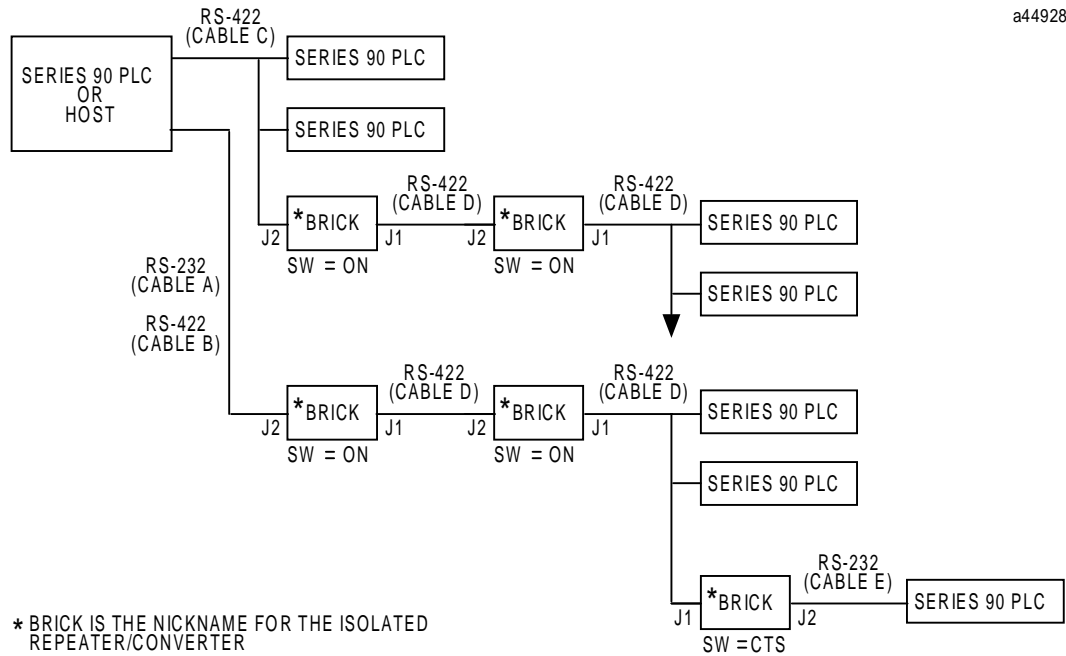 a44928
RS-422
(CABLE C)
SERIES 90 PLC
OR
HOST
SERIES 90 PLC
SERIES 90 PLC
RS-422
(CABLE D)
RS-422
(CABLE D)
*BRICK
*BRICK
SERIES 90 PLC
J2
J1
J2
J1
SW = ON
SW = ON
RS-232
(CABLE A)
SERIES 90 PLC
RS-422
(CABLE B)
RS-422
(CABLE D)
RS-422
(CABLE D)
*BRICK
*BRICK
SERIES 90 PLC
J2
J1
J2
J1
SW = ON
SW = ON
SERIES 90 PLC
RS-232
(CABLE E)
*BRICK
SERIES 90 PLC
J1
J2
SW =CTS
* BRICK IS THE NICKNAME FOR THE ISOLATED
REPEATER/CONVERTER